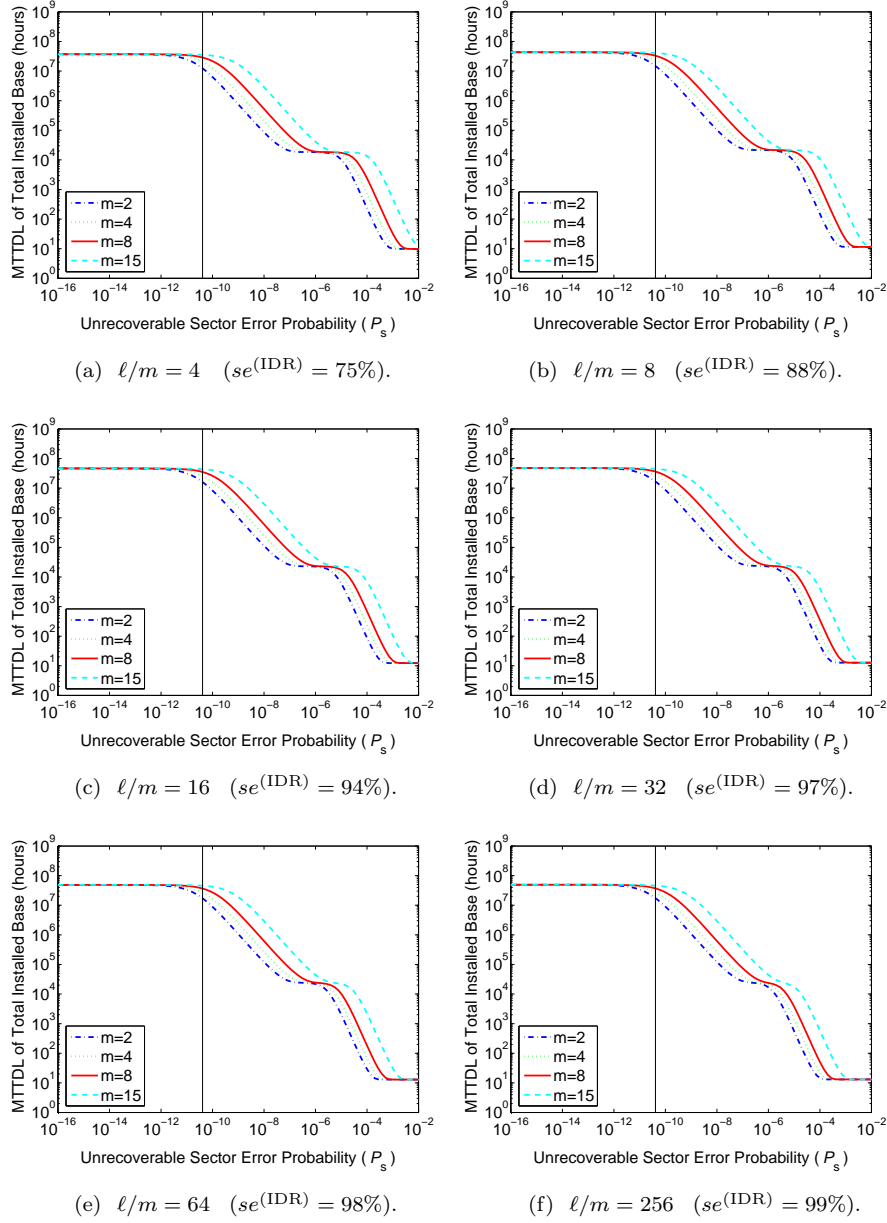 10^9
10^8
10^7
10^6
10^5
10^4
10^3
10^2
10^1
10^0
MTTDL of Total Installed Base (hours)
m=2
m=4
m=8
m=15
10^−16 10^−14 10^−12 10^−10 10^−8 10^−6 10^−4 10^−2
Unrecoverable Sector Error Probability ( P_s )
(a) ℓ/m = 4 (se^(IDR) = 75%).
10^9
10^8
10^7
10^6
10^5
10^4
10^3
10^2
10^1
10^0
MTTDL of Total Installed Base (hours)
m=2
m=4
m=8
m=15
10^−16 10^−14 10^−12 10^−10 10^−8 10^−6 10^−4 10^−2
Unrecoverable Sector Error Probability ( P_s )
(b) ℓ/m = 8 (se^(IDR) = 88%).
10^9
10^8
10^7
10^6
10^5
10^4
10^3
10^2
10^1
10^0
MTTDL of Total Installed Base (hours)
m=2
m=4
m=8
m=15
10^−16 10^−14 10^−12 10^−10 10^−8 10^−6 10^−4 10^−2
Unrecoverable Sector Error Probability ( P_s )
(c) ℓ/m = 16 (se^(IDR) = 94%).
10^9
10^8
10^7
10^6
10^5
10^4
10^3
10^2
10^1
10^0
MTTDL of Total Installed Base (hours)
m=2
m=4
m=8
m=15
10^−16 10^−14 10^−12 10^−10 10^−8 10^−6 10^−4 10^−2
Unrecoverable Sector Error Probability ( P_s )
(d) ℓ/m = 32 (se^(IDR) = 97%).
10^9
10^8
10^7
10^6
10^5
10^4
10^3
10^2
10^1
10^0
MTTDL of Total Installed Base (hours)
m=2
m=4
m=8
m=15
10^−16 10^−14 10^−12 10^−10 10^−8 10^−6 10^−4 10^−2
Unrecoverable Sector Error Probability ( P_s )
(e) ℓ/m = 64 (se^(IDR) = 98%).
10^9
10^8
10^7
10^6
10^5
10^4
10^3
10^2
10^1
10^0
MTTDL of Total Installed Base (hours)
m=2
m=4
m=8
m=15
10^−16 10^−14 10^−12 10^−10 10^−8 10^−6 10^−4 10^−2
Unrecoverable Sector Error Probability ( P_s )
(f) ℓ/m = 256 (se^(IDR) = 99%).